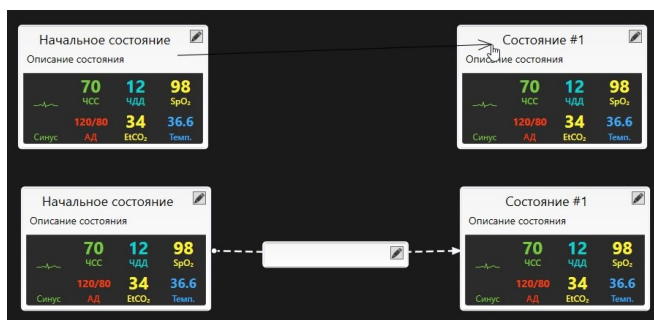 Начальное состояние
Описание состояния
70 12 98
ЧСС ЧДД SpO₂
120/80 34 36.6
Синус АД EtCO₂ Темп.
Состояние #1
Описание состояния
70 12 98
ЧСС ЧДД SpO₂
120/80 34 36.6
Синус АД EtCO₂ Темп.
Начальное состояние
Описание состояния
70 12 98
ЧСС ЧДД SpO₂
120/80 34 36.6
Синус АД EtCO₂ Темп.
Состояние #1
Описание состояния
70 12 98
ЧСС ЧДД SpO₂
120/80 34 36.6
Синус АД EtCO₂ Темп.